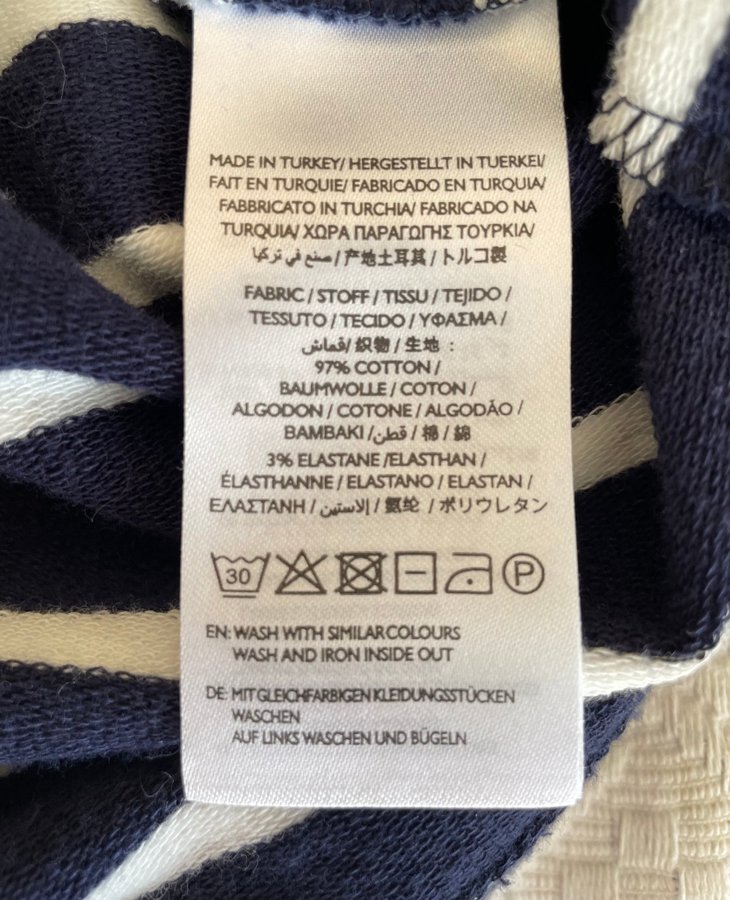 MADE IN TURKEY/ HERGESTELLT IN TUERKEI/
FAIT EN TURQUIE/ FABRICADO EN TURQUIA/
FABBRICATO IN TURCHIA/ FABRICADO NA
TURQUIA/ ΧΩΡΑ ΠΑΡΑΓΩΓΗΣ ΤΟΥΡΚΙΑ/
صنع في تركيا / 产地土耳其 / トルコ製
FABRIC / STOFF / TISSU / TEJIDO /
TESSUTO / TECIDO / ΥΦΑΣΜΑ /
قماش/ 织物 / 生地 :
97% COTTON /
BAUMWOLLE / COTON /
ALGODON / COTONE / ALGODÃO /
BAMBAKI / قطن / 棉 / 綿
3% ELASTANE /ELASTHAN /
ÉLASTHANNE / ELASTANO / ELASTAN /
ΕΛΑΣΤΑΝΗ / الاستين / 氨纶 / ポリウレタン
30 P
EN: WASH WITH SIMILAR COLOURS
WASH AND IRON INSIDE OUT
DE: MIT GLEICHFARBIGEN KLEIDUNGSSTÜCKEN
WASCHEN
AUF LINKS WASCHEN UND BÜGELN